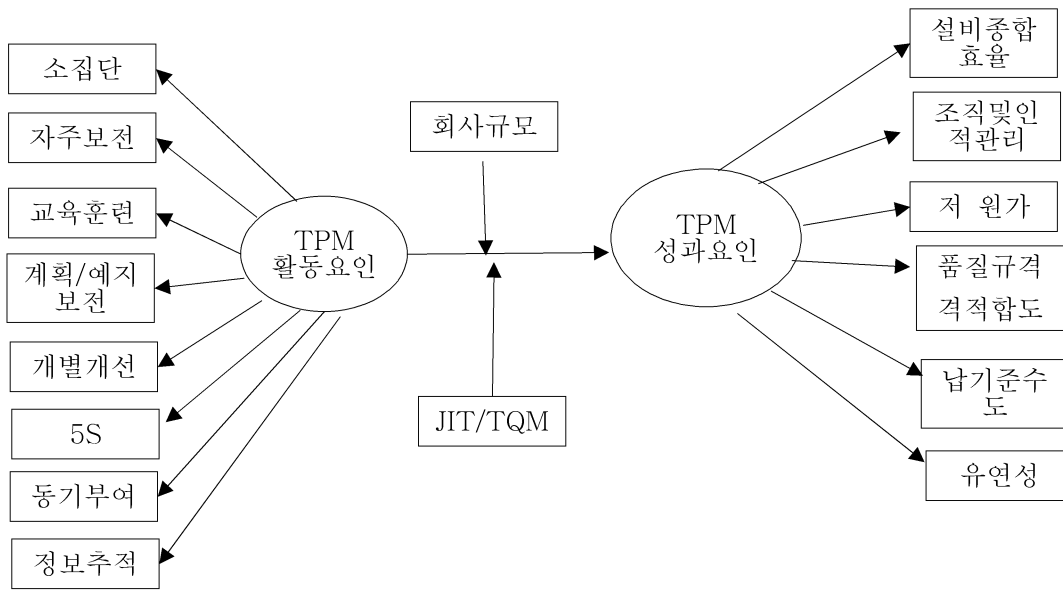 소집단
자주보전
교육훈련
계획/예지
보전
개별개선
5S
동기부여
정보추적
TPM
활동요인
회사규모
JIT/TQM
TPM
성과요인
설비종합
효율
조직및인
적관리
저 원가
품질규격
격적합도
납기준수
도
유연성